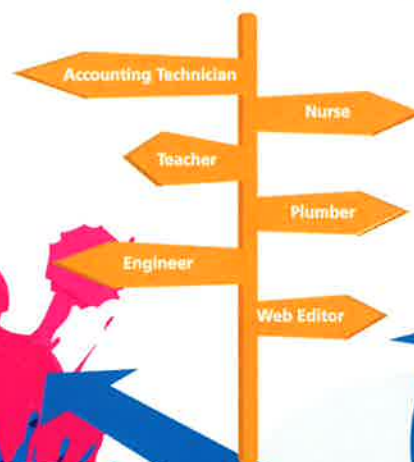 Accounting Technician
Nurse
Teacher
Plumber
Engineer
Web Editor